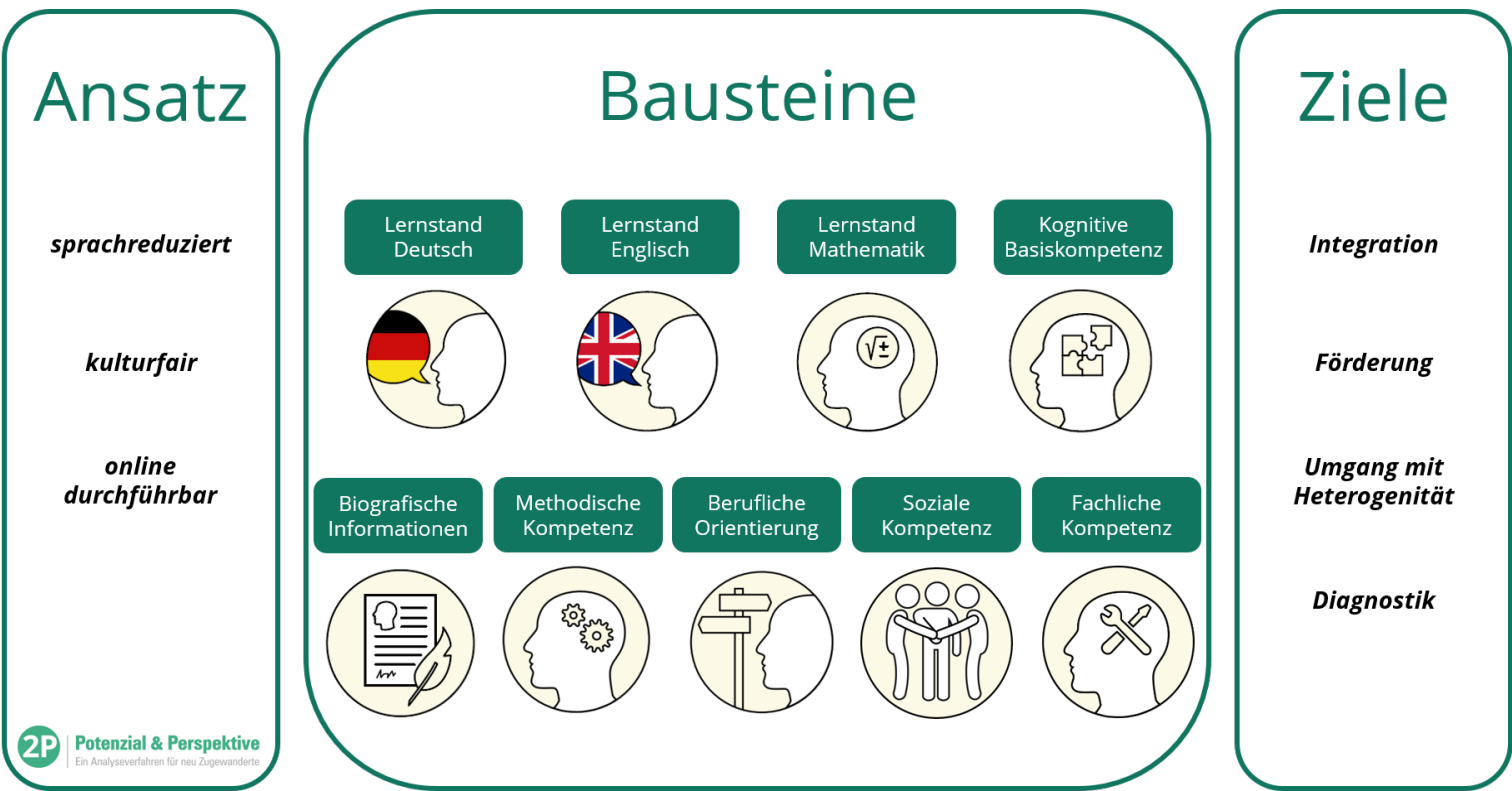 Ansatz
sprachreduziert
kulturfair
online
durchführbar
2P
Potenzial & Perspektive
Ein Analyseverfahren für neu Zugewanderte
Bausteine
Lernstand
Deutsch
Lernstand
Englisch
Lernstand
Mathematik
Kognitive
Basiskompetenz
√±
Biografische
Informationen
Methodische
Kompetenz
Berufliche
Orientierung
Soziale
Kompetenz
Fachliche
Kompetenz
Ziele
Integration
Förderung
Umgang mit
Heterogenität
Diagnostik